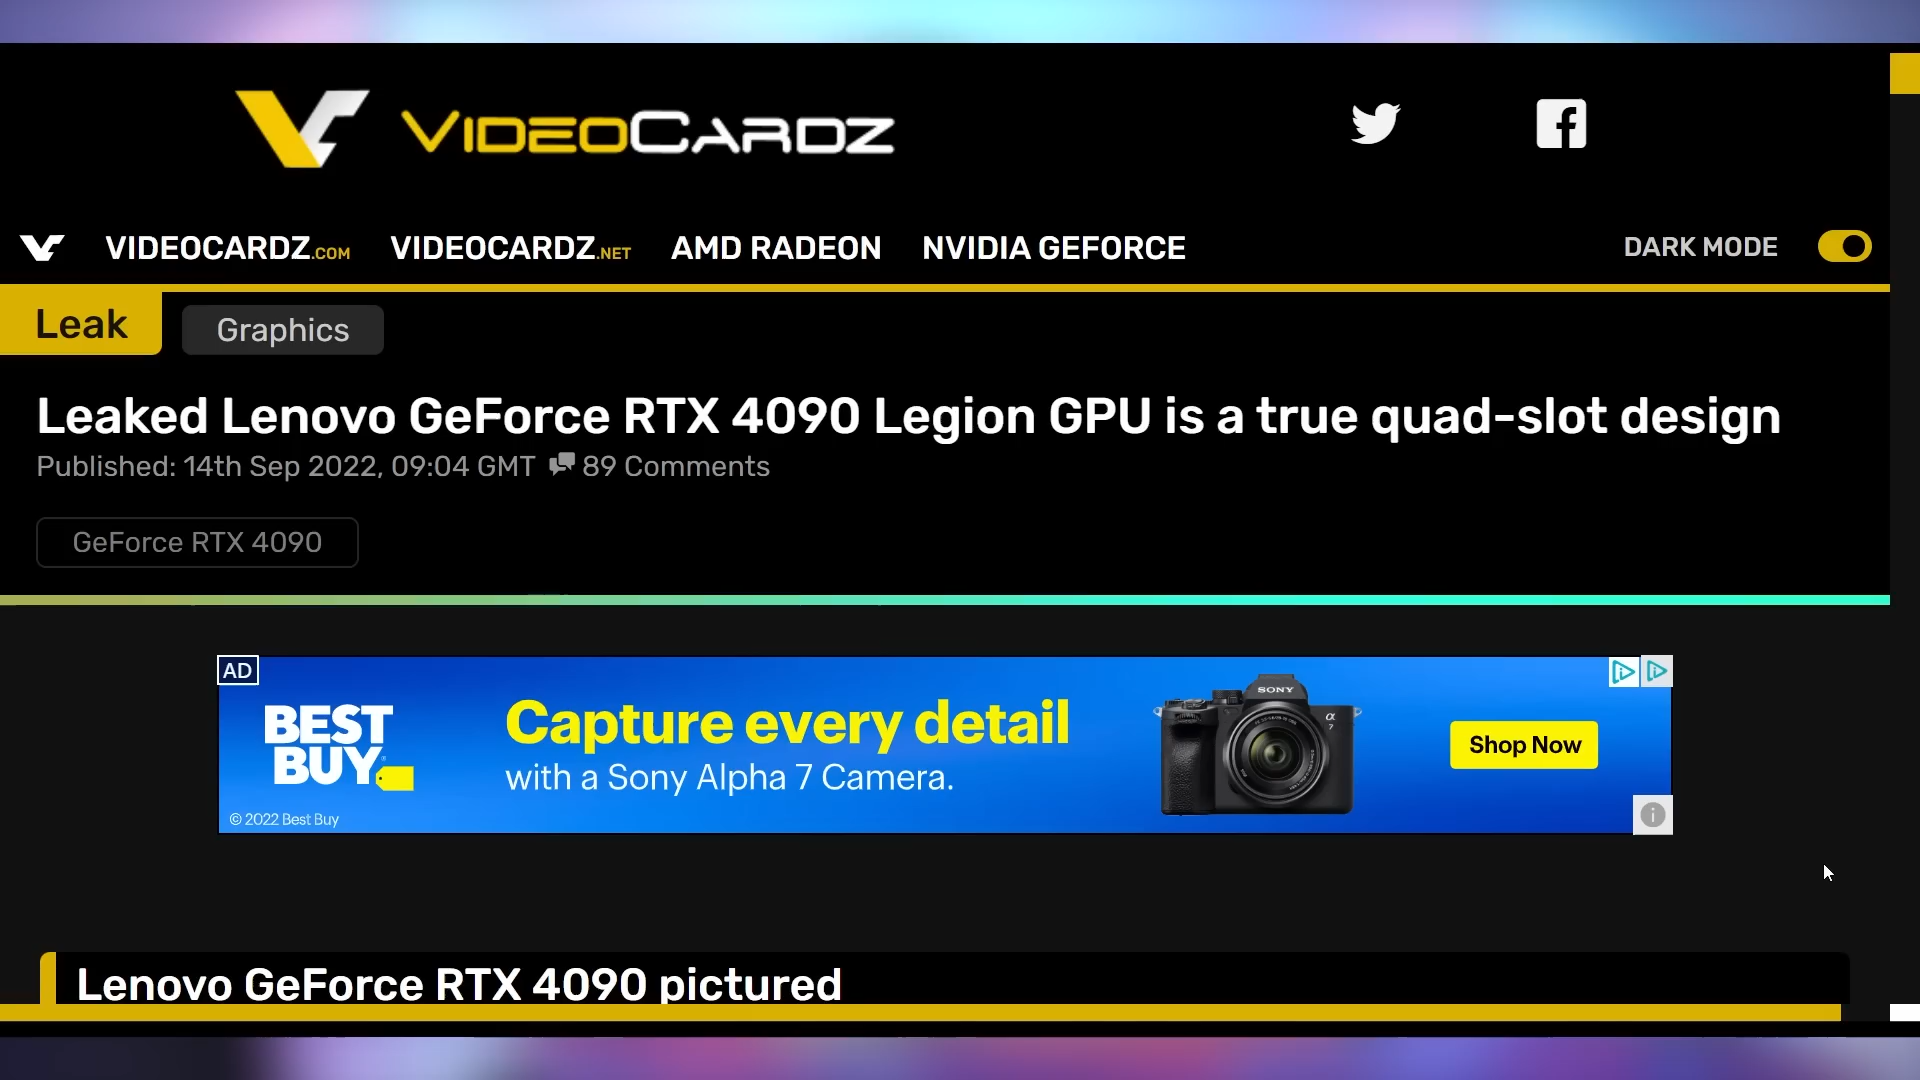 VIDEOCARDZ
VIDEOCARDZ.COM VIDEOCARDZ.NET AMD RADEON NVIDIA GEFORCE DARK MODE
Leak Graphics
Leaked Lenovo GeForce RTX 4090 Legion GPU is a true quad-slot design
Published: 14th Sep 2022, 09:04 GMT 89 Comments
GeForce RTX 4090
AD
BEST
BUY
Capture every detail
with a Sony Alpha 7 Camera.
SONY
α
7
Shop Now
© 2022 Best Buy
Lenovo GeForce RTX 4090 pictured